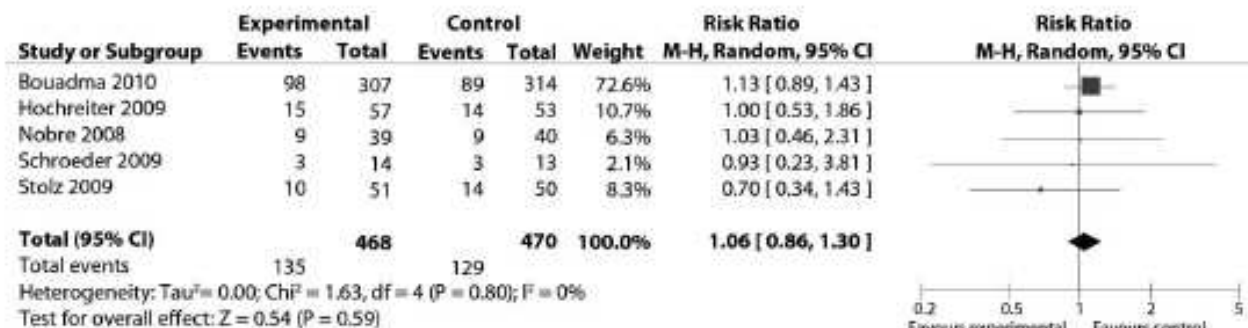 Experimental Control Risk Ratio Risk Ratio
Study or Subgroup Events Total Events Total Weight M-H, Random, 95% CI M-H, Random, 95% CI
Bouadma 2010 98 307 89 314 72.6% 1.13 [ 0.89, 1.43 ]
Hochreiter 2009 15 57 14 53 10.7% 1.00 [ 0.53, 1.86 ]
Nobre 2008 9 39 9 40 6.3% 1.03 [ 0.46, 2.31 ]
Schroeder 2009 3 14 3 13 2.1% 0.93 [ 0.23, 3.81 ]
Stolz 2009 10 51 14 50 8.3% 0.70 [ 0.34, 1.43 ]
Total (95% CI) 468 470 100.0% 1.06 [ 0.86, 1.30 ]
Total events 135 129
Heterogeneity: Tau² = 0.00; Chi² = 1.63, df = 4 (P = 0.80); I² = 0%
0.2 0.5 1 2 5
Test for overall effect: Z = 0.54 (P = 0.59)
Favours experimental Favours control